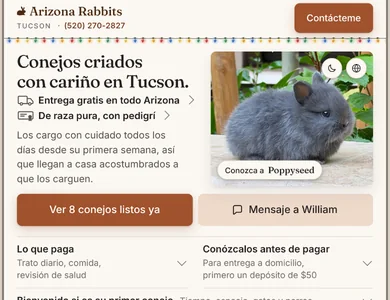 Arizona Rabbits
TUCSON · (520) 270-2827
Contácteme
Conejos criados
con cariño en Tucson.
Entrega gratis en todo Arizona
De raza pura, con pedigrí
Los cargo con cuidado todos los
días desde su primera semana, así
que llegan a casa acostumbrados a
que los carguen.
Conozca a Poppyseed
Ver 8 conejos listos ya
Mensaje a William
Lo que paga
Trato diario, comida,
revisión de salud
Conózcalos antes de pagar
Para entrega a domicilio,
primero un depósito de $50